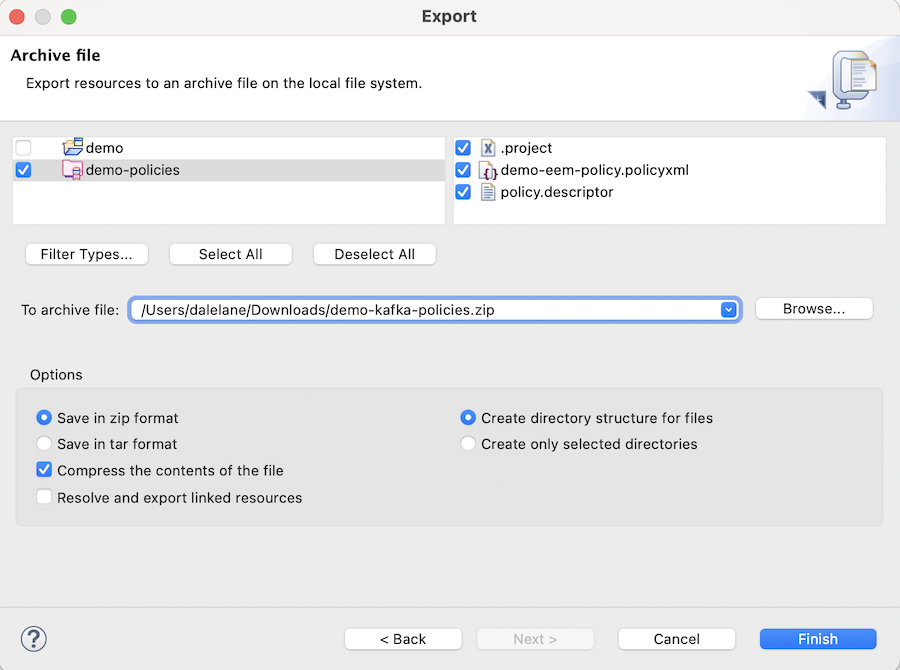 Export
Archive file
Export resources to an archive file on the local file system.
demo
demo-policies
.project
demo-eem-policy.policyxml
policy.descriptor
Filter Types...
Select All
Deselect All
To archive file:
/Users/dalelane/Downloads/demo-kafka-policies.zip
Browse...
Options
Save in zip format
Create directory structure for files
Save in tar format
Create only selected directories
Compress the contents of the file
Resolve and export linked resources
?
< Back
Next >
Cancel
Finish